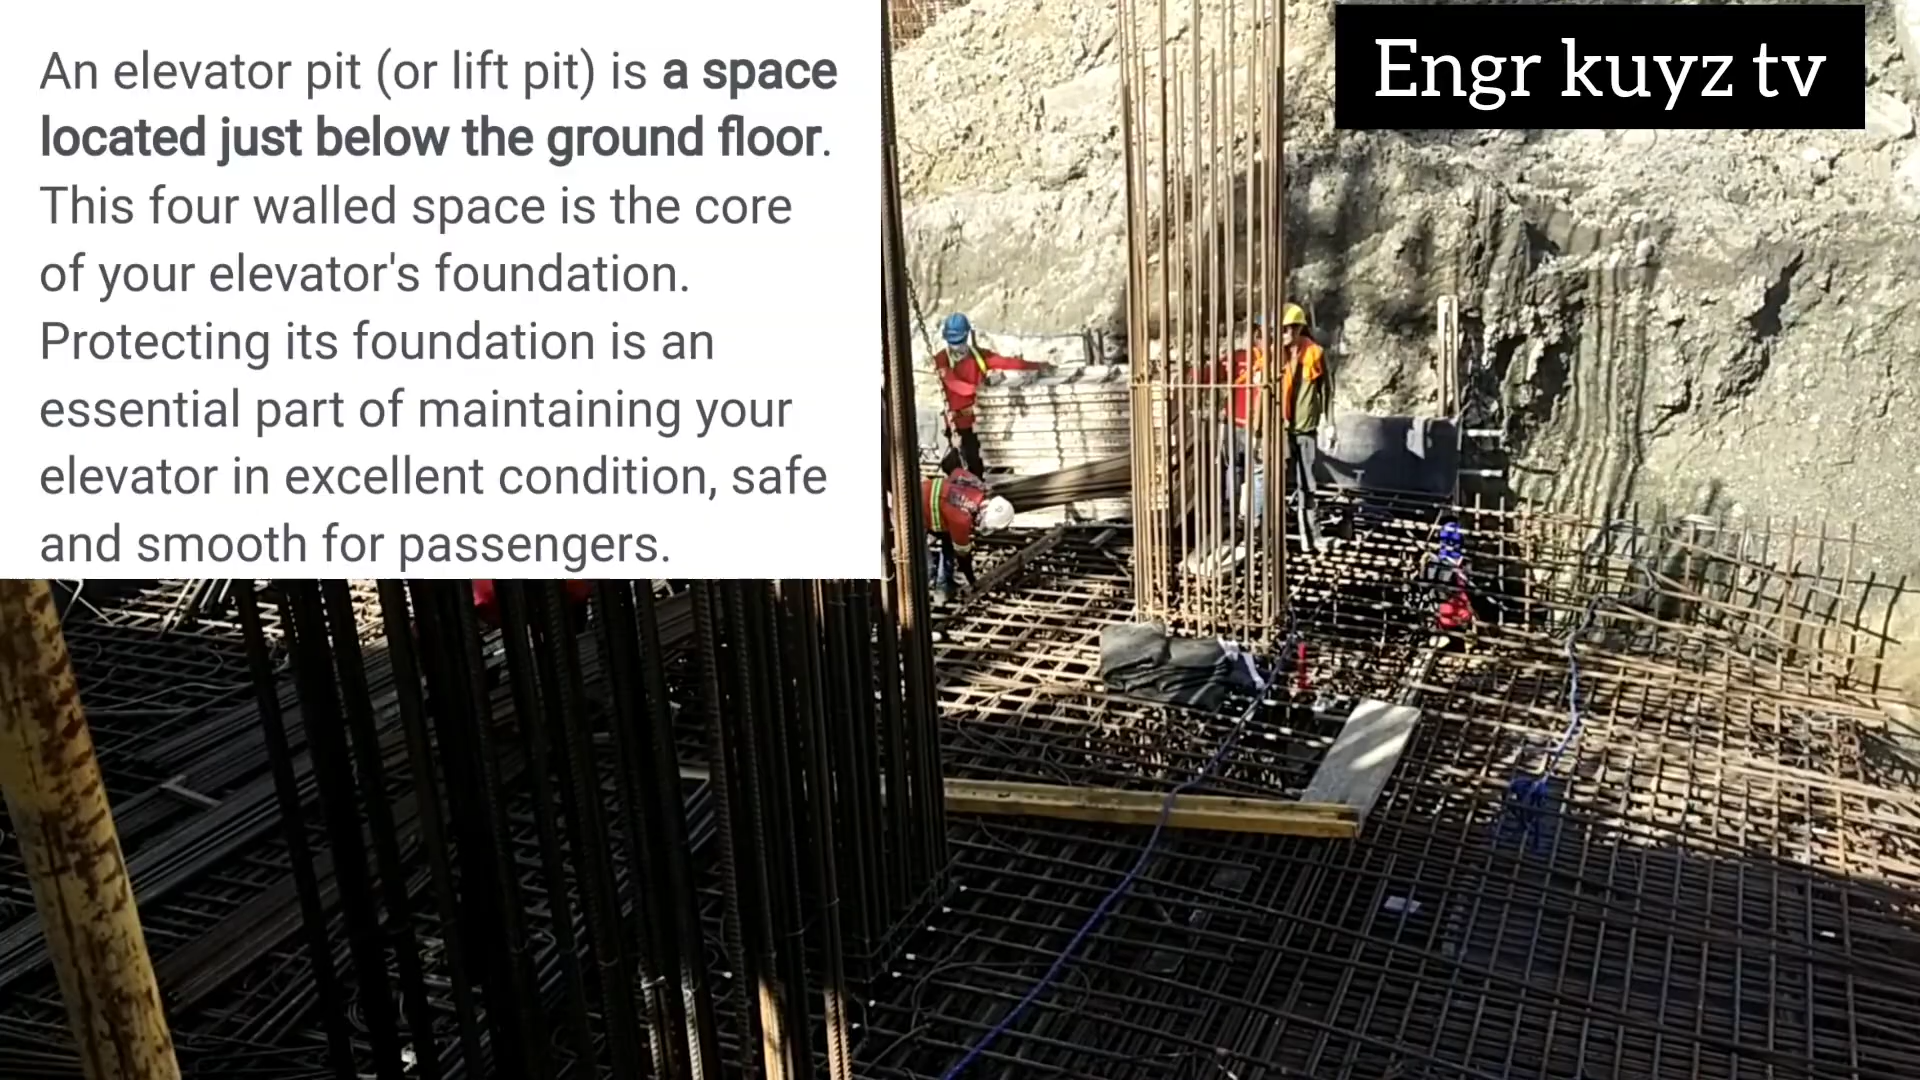 An elevator pit (or lift pit) is a space
located just below the ground floor.
This four walled space is the core
of your elevator's foundation.
Protecting its foundation is an
essential part of maintaining your
elevator in excellent condition, safe
and smooth for passengers.
Engr kuyz tv